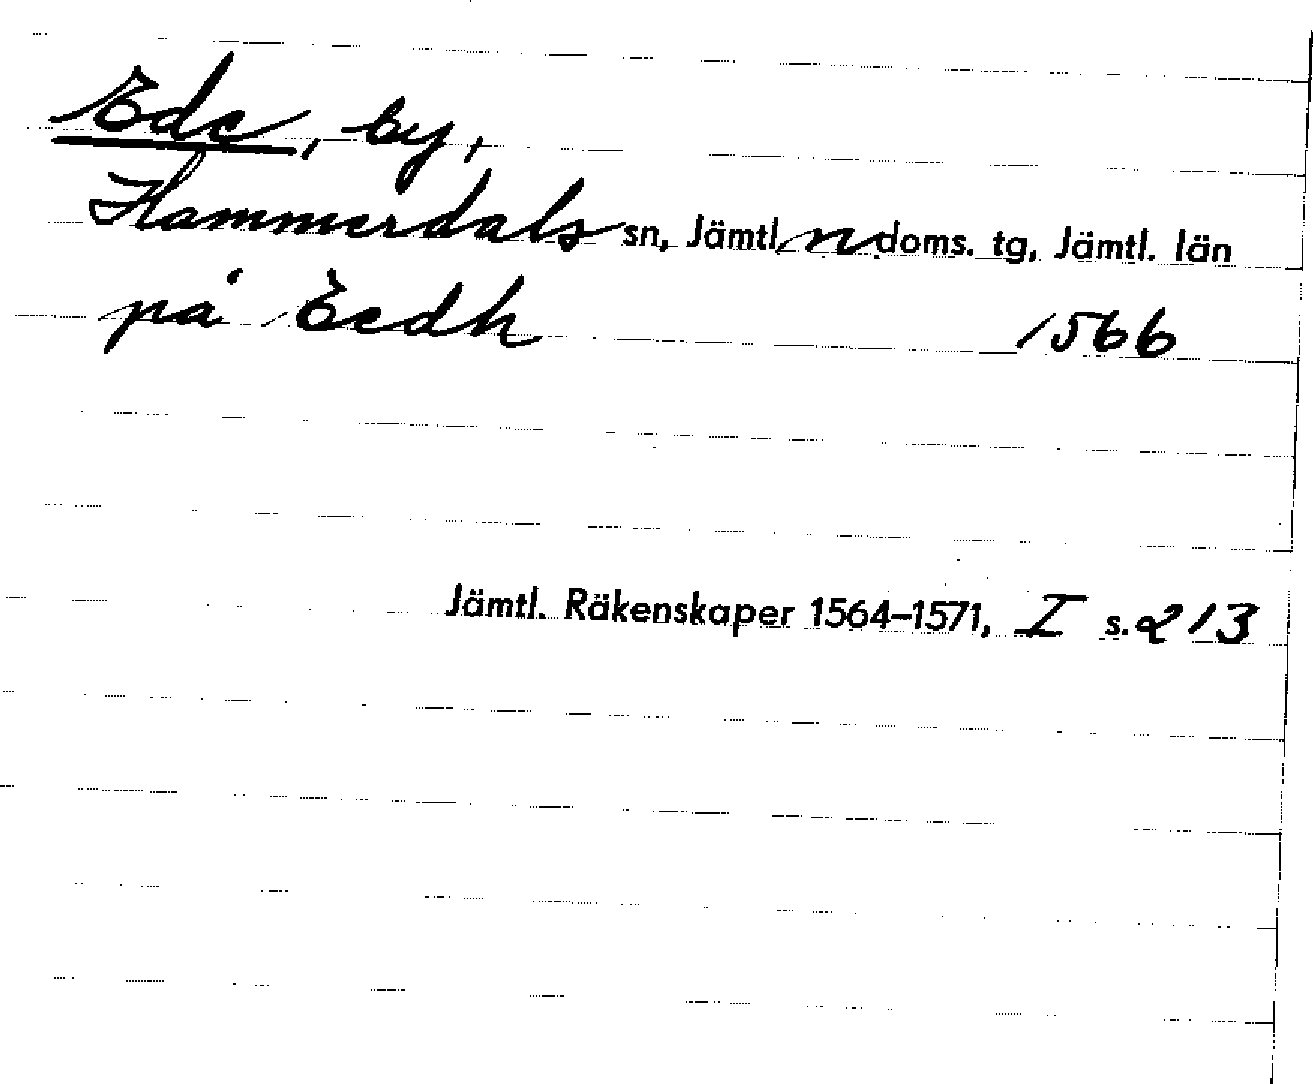 Ede, by,
Hammerdals sn, Jämtl. n doms. tg, Jämtl. län
på Eedh 1566
Jämtl. Räkenskaper 1564–1571, I s. 213